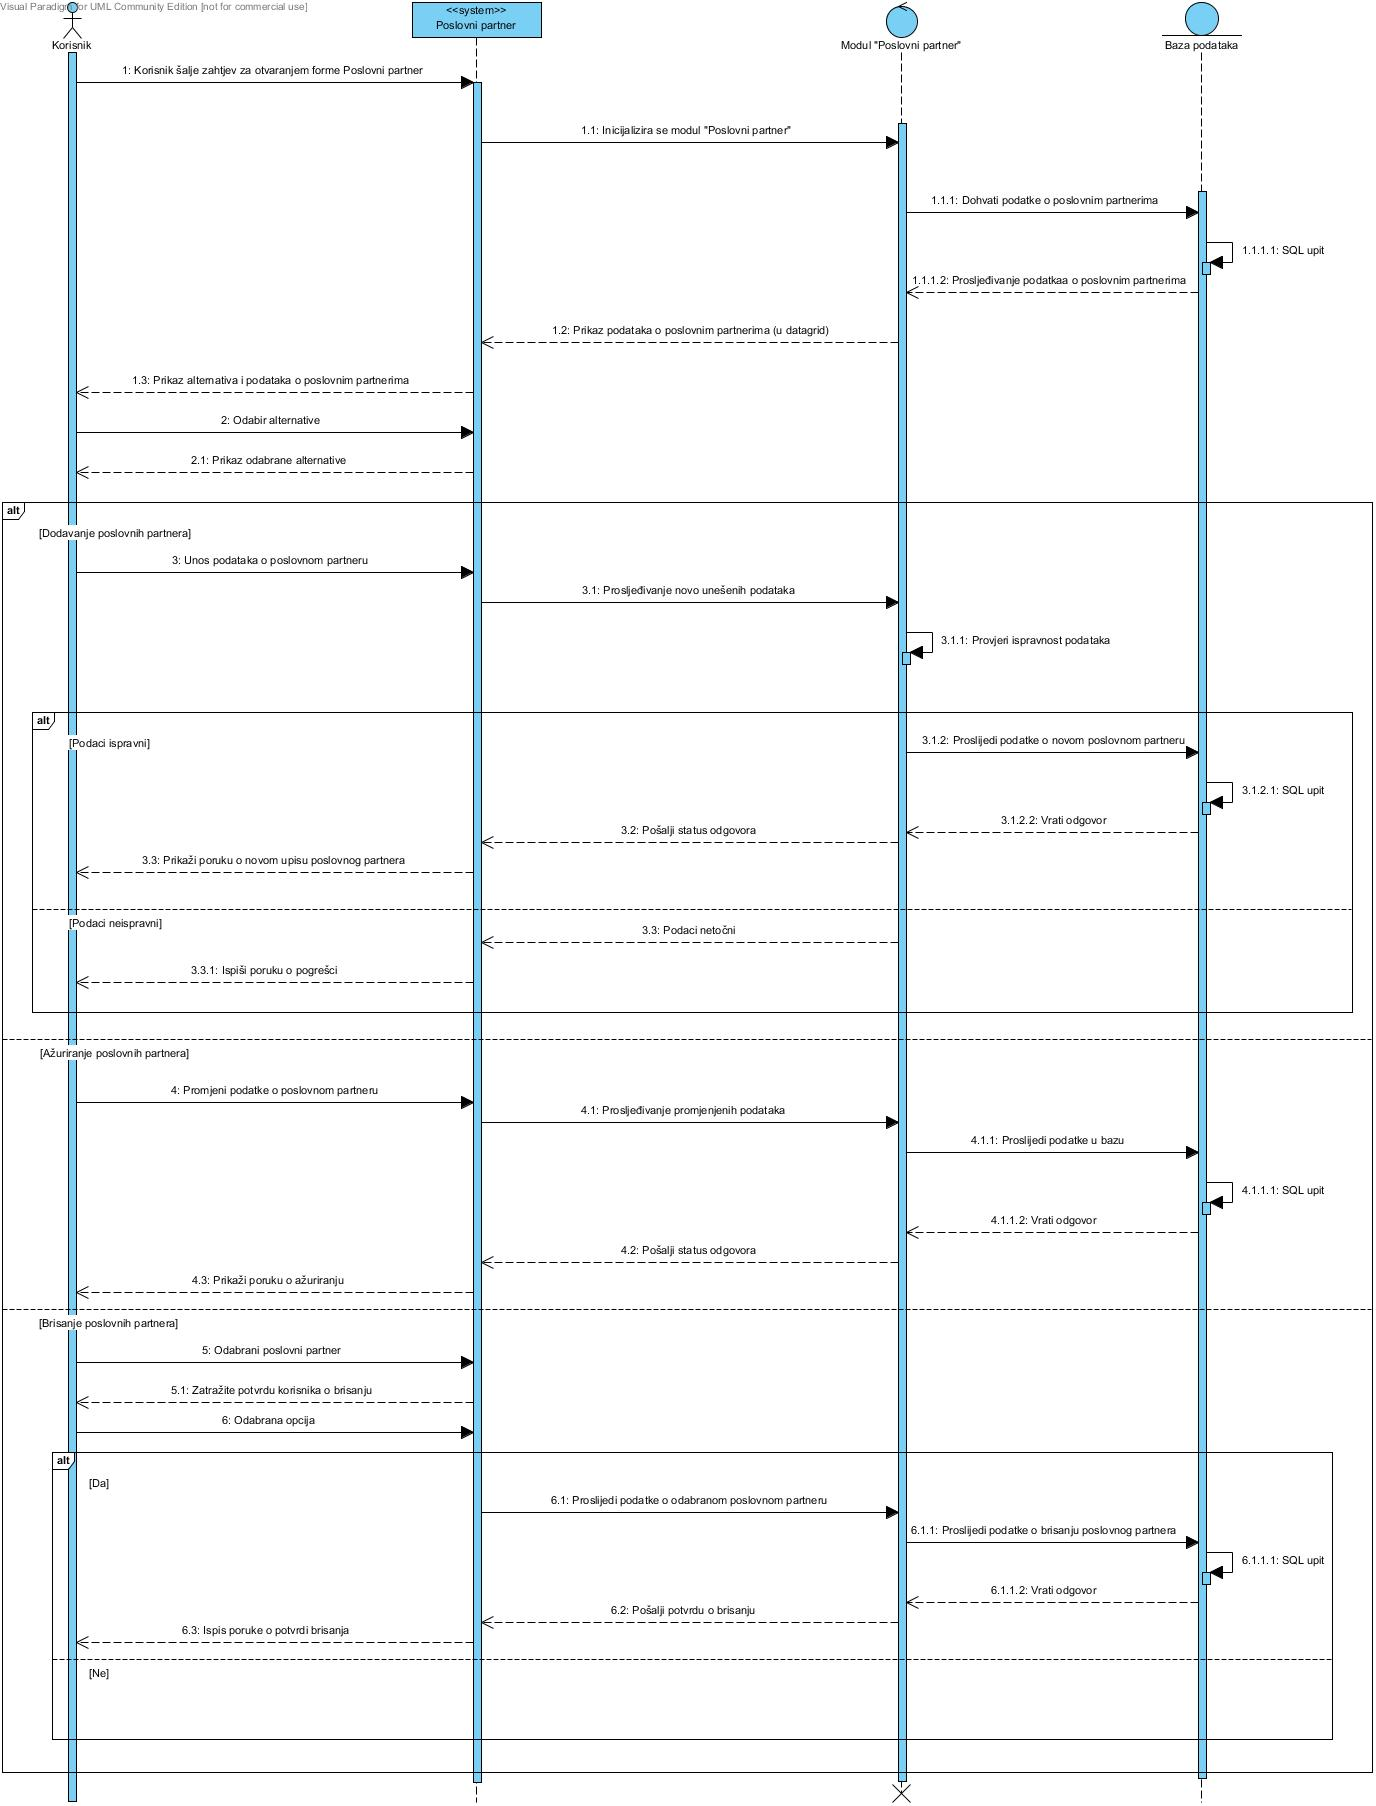 Visual Paradigm for UML Community Edition [not for commercial use]
<<system>>
Poslovni partner
Korisnik
Modul "Poslovni partner"
Baza podataka
1: Korisnik šalje zahtjev za otvaranjem forme Poslovni partner
1.1: Inicijalizira se modul "Poslovni partner"
1.1.1: Dohvati podatke o poslovnim partnerima
1.1.1.1: SQL upit
1.1.1.2: Prosljeđivanje podatkaa o poslovnim partnerima
1.2: Prikaz podataka o poslovnim partnerima (u datagrid)
1.3: Prikaz alternativa i podataka o poslovnim partnerima
2: Odabir alternative
2.1: Prikaz odabrane alternative
alt
[Dodavanje poslovnih partnera]
3: Unos podataka o poslovnom partneru
3.1: Prosljeđivanje novo unešenih podataka
3.1.1: Provjeri ispravnost podataka
alt
[Podaci ispravni]
3.1.2: Proslijedi podatke o novom poslovnom partneru
3.1.2.1: SQL upit
3.1.2.2: Vrati odgovor
3.2: Pošalji status odgovora
3.3: Prikaži poruku o novom upisu poslovnog partnera
[Podaci neispravni]
3.3: Podaci netočni
3.3.1: Ispiši poruku o pogrešci
[Ažuriranje poslovnih partnera]
4: Promjeni podatke o poslovnom partneru
4.1: Prosljeđivanje promjenjenih podataka
4.1.1: Proslijedi podatke u bazu
4.1.1.1: SQL upit
4.1.1.2: Vrati odgovor
4.2: Pošalji status odgovora
4.3: Prikaži poruku o ažuriranju
[Brisanje poslovnih partnera]
5: Odabrani poslovni partner
5.1: Zatražite potvrdu korisnika o brisanju
6: Odabrana opcija
alt
[Da]
6.1: Proslijedi podatke o odabranom poslovnom partneru
6.1.1: Proslijedi podatke o brisanju poslovnog partnera
6.1.1.1: SQL upit
6.1.1.2: Vrati odgovor
6.2: Pošalji potvrdu o brisanju
6.3: Ispis poruke o potvrdi brisanja
[Ne]